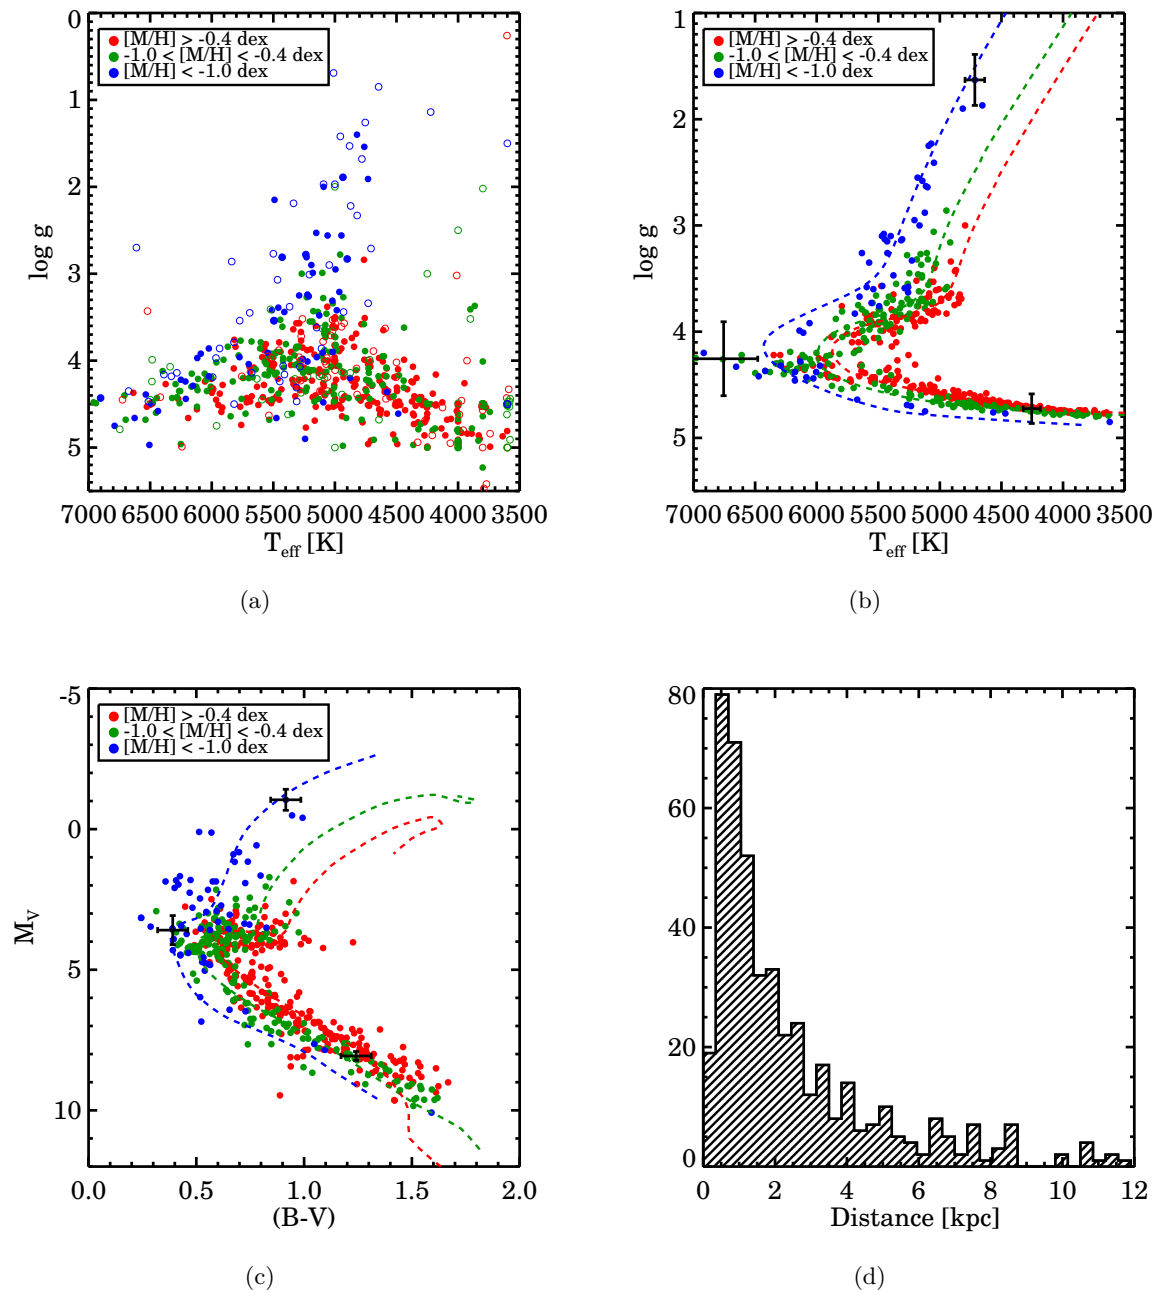 0
1
2
3
4
5
log g
[M/H] > -0.4 dex
-1.0 < [M/H] < -0.4 dex
[M/H] < -1.0 dex
7000 6500 6000 5500 5000 4500 4000 3500
T_eff [K]
(a)
1
2
3
4
5
log g
[M/H] > -0.4 dex
-1.0 < [M/H] < -0.4 dex
[M/H] < -1.0 dex
7000 6500 6000 5500 5000 4500 4000 3500
T_eff [K]
(b)
-5
0
5
10
M_V
[M/H] > -0.4 dex
-1.0 < [M/H] < -0.4 dex
[M/H] < -1.0 dex
0.0 0.5 1.0 1.5 2.0
(B-V)
(c)
80
60
40
20
0
0 2 4 6 8 10 12
Distance [kpc]
(d)